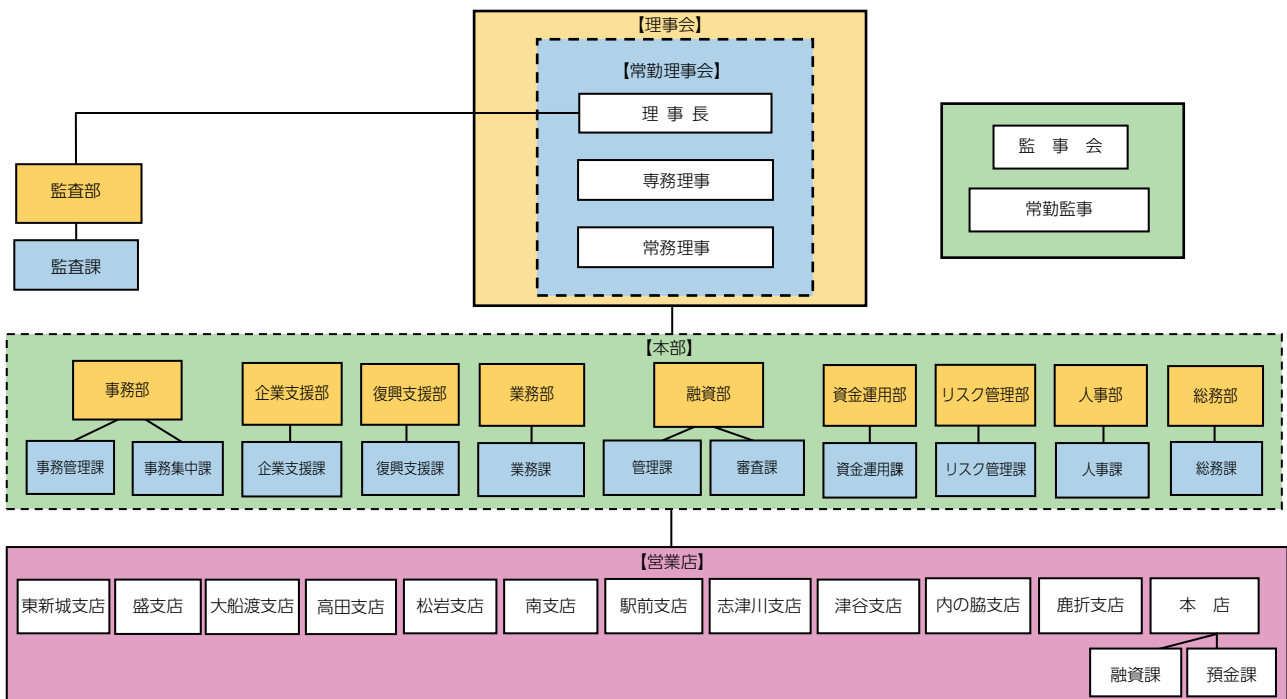 【理事会】
【常勤理事会】
理 事 長
専務理事
常務理事
監 事 会
常勤監事
監査部
監査課
【本部】
事務部
企業支援部
復興支援部
業務部
融資部
資金運用部
リスク管理部
人事部
総務部
事務管理課
事務集中課
企業支援課
復興支援課
業務課
管理課
審査課
資金運用課
リスク管理課
人事課
総務課
【営業店】
東新城支店
盛支店
大船渡支店
高田支店
松岩支店
南支店
駅前支店
志津川支店
津谷支店
内の脇支店
鹿折支店
本 店
融資課
預金課